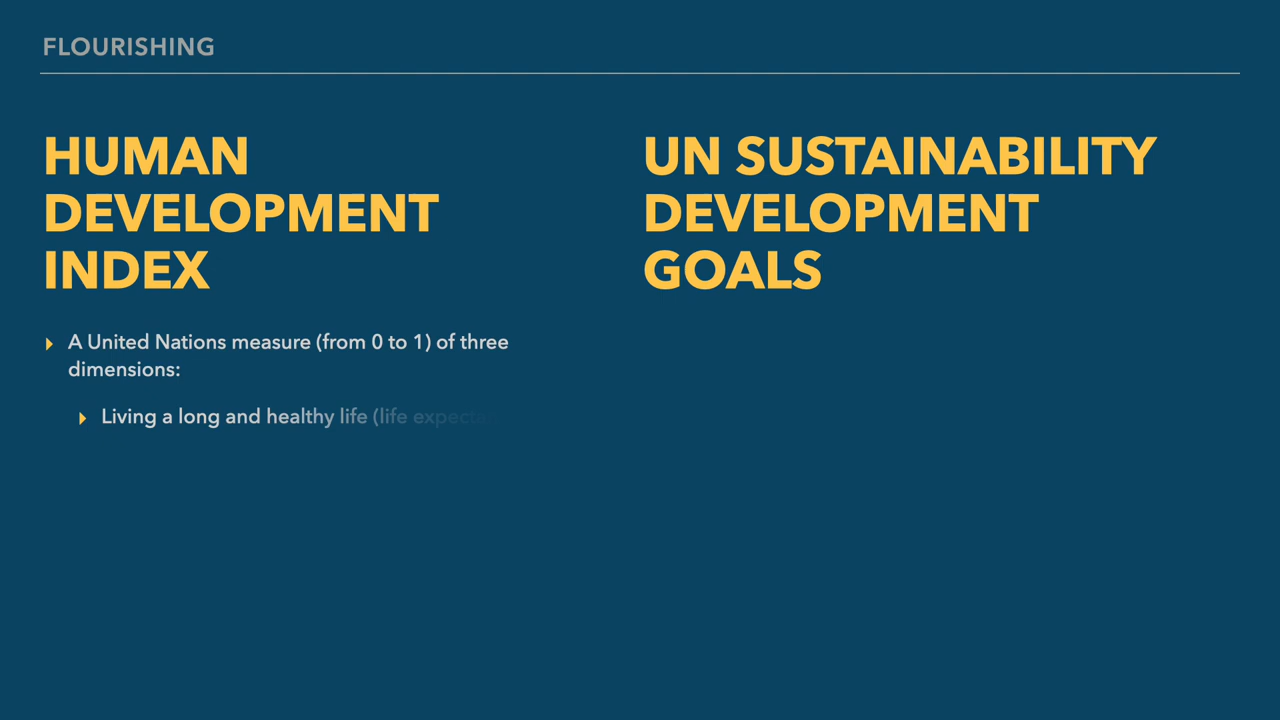 FLOURISHING
HUMAN
DEVELOPMENT
INDEX
A United Nations measure (from 0 to 1) of three
dimensions:
Living a long and healthy life (life
UN SUSTAINABILITY
DEVELOPMENT
GOALS